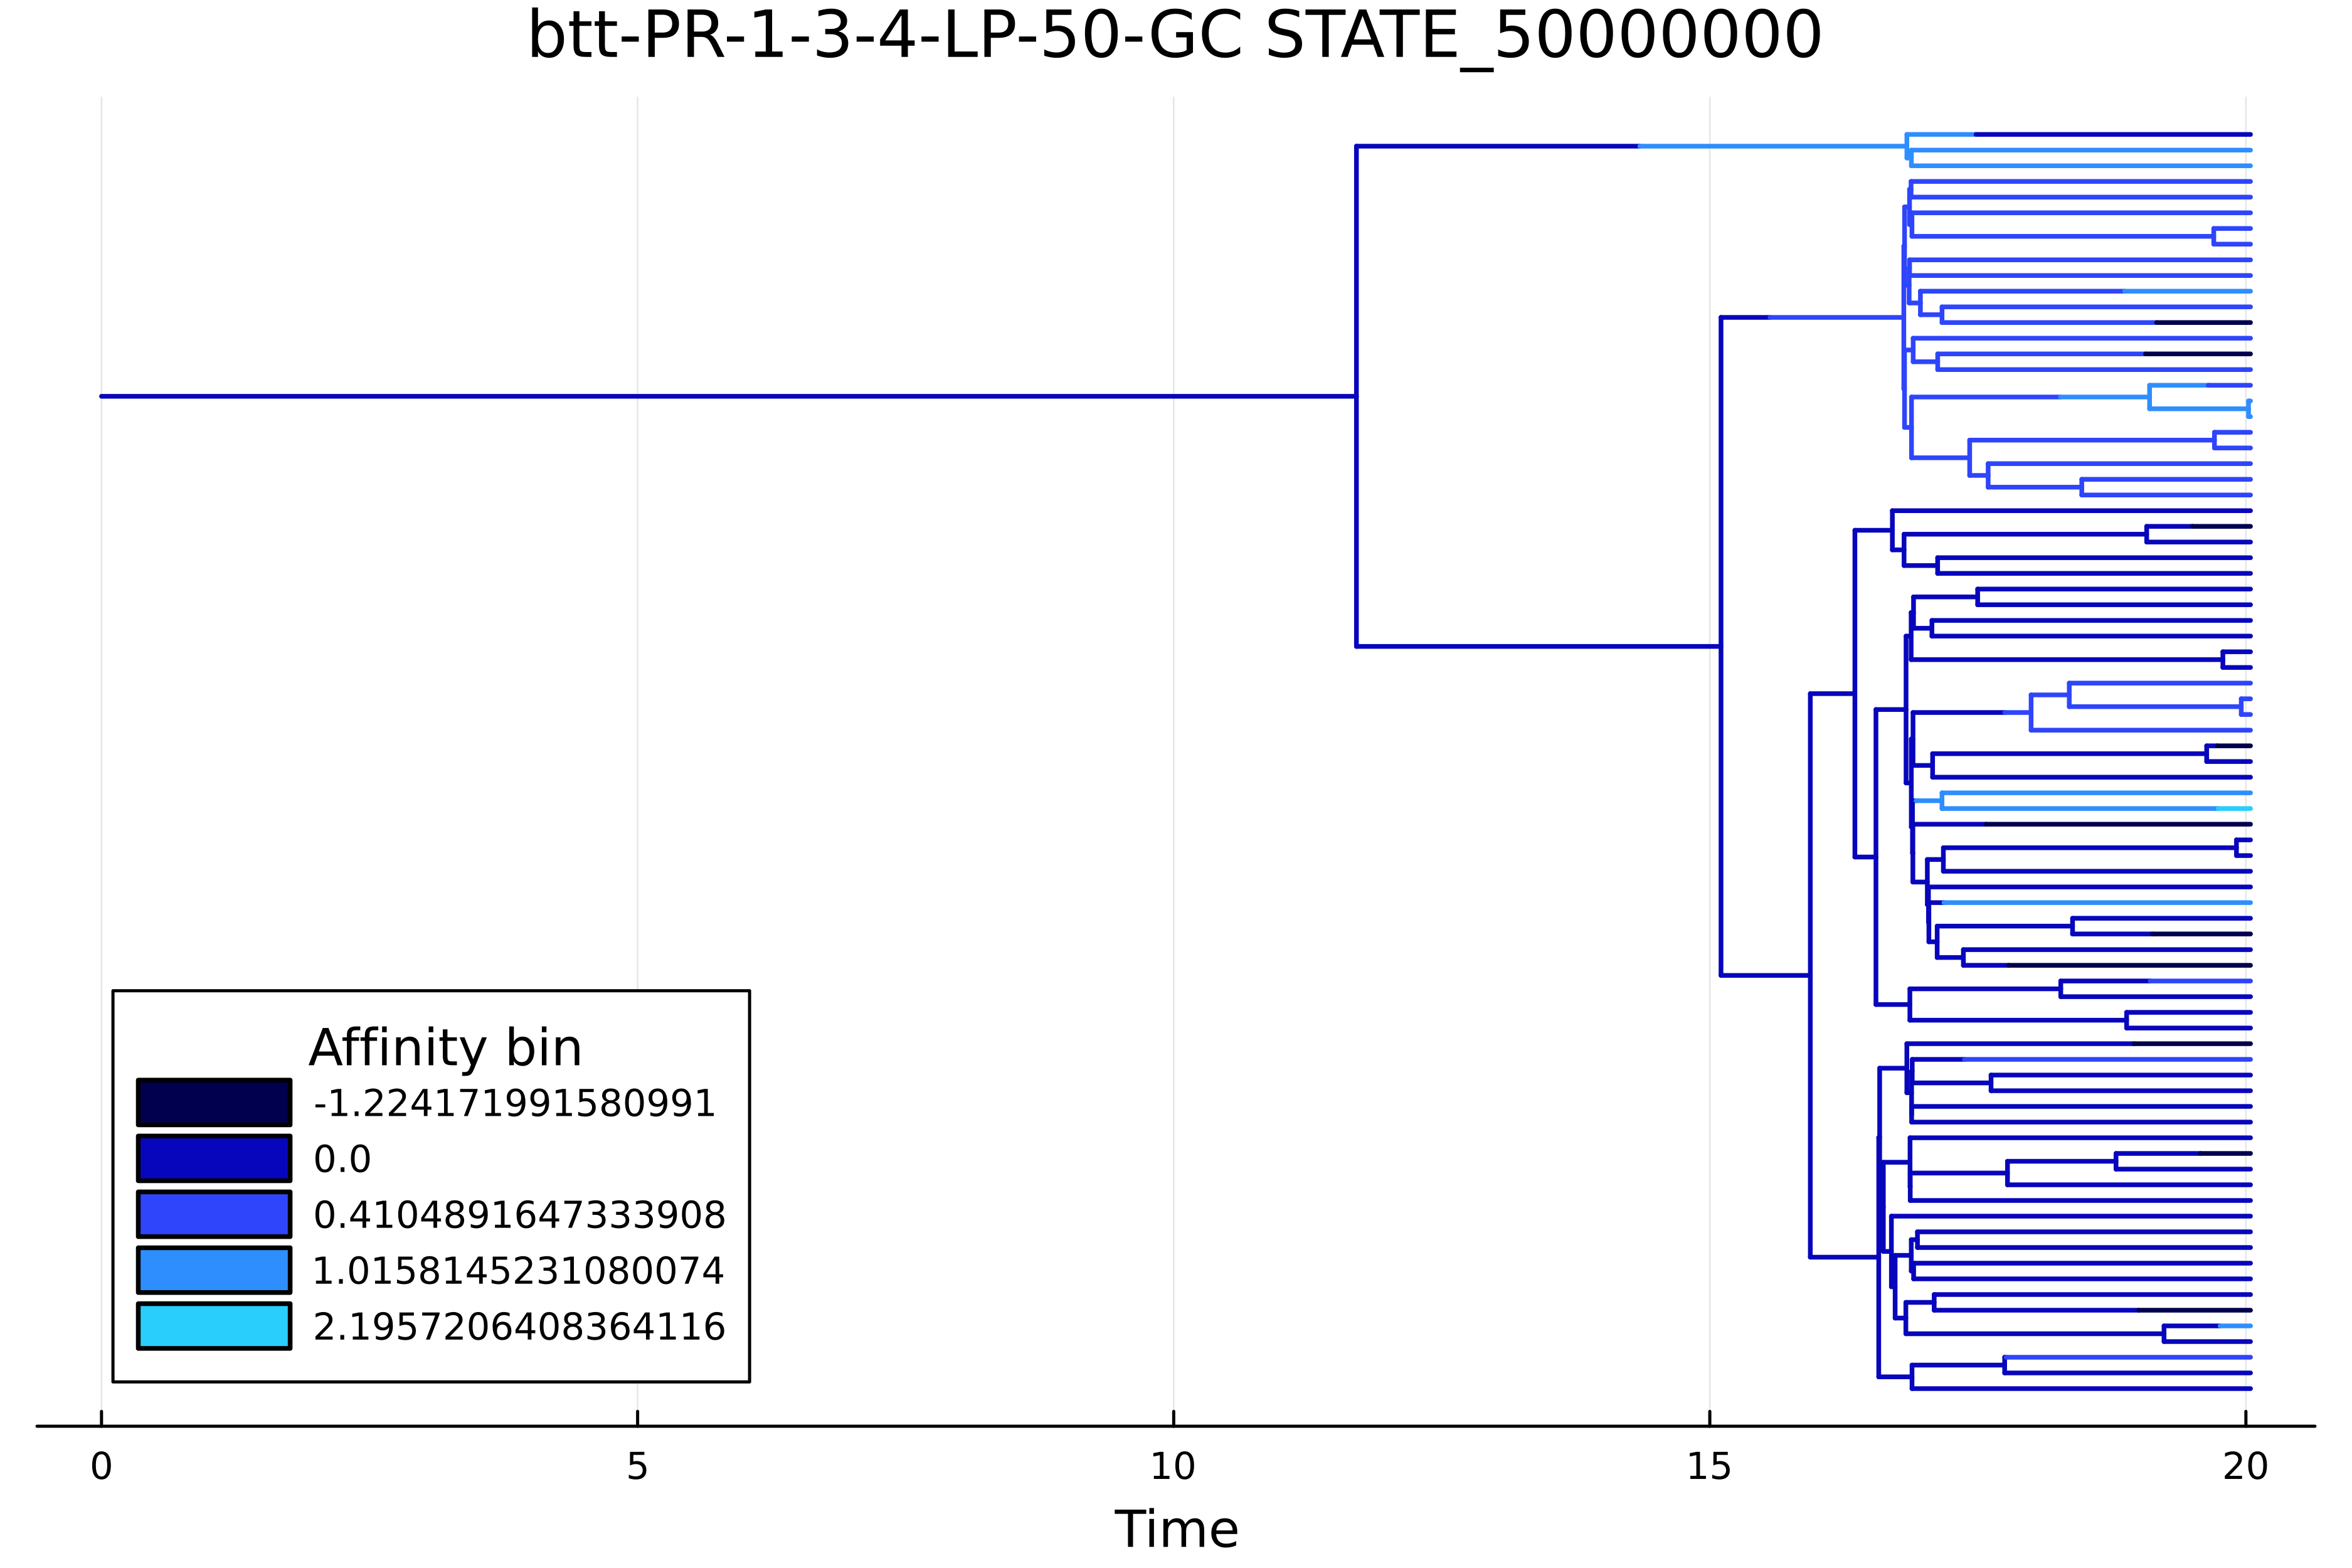 btt-PR-1-3-4-LP-50-GC STATE_50000000
Affinity bin
-1.224171991580991
0.0
0.4104891647333908
1.0158145231080074
2.1957206408364116
0 5 10 15 20
Time